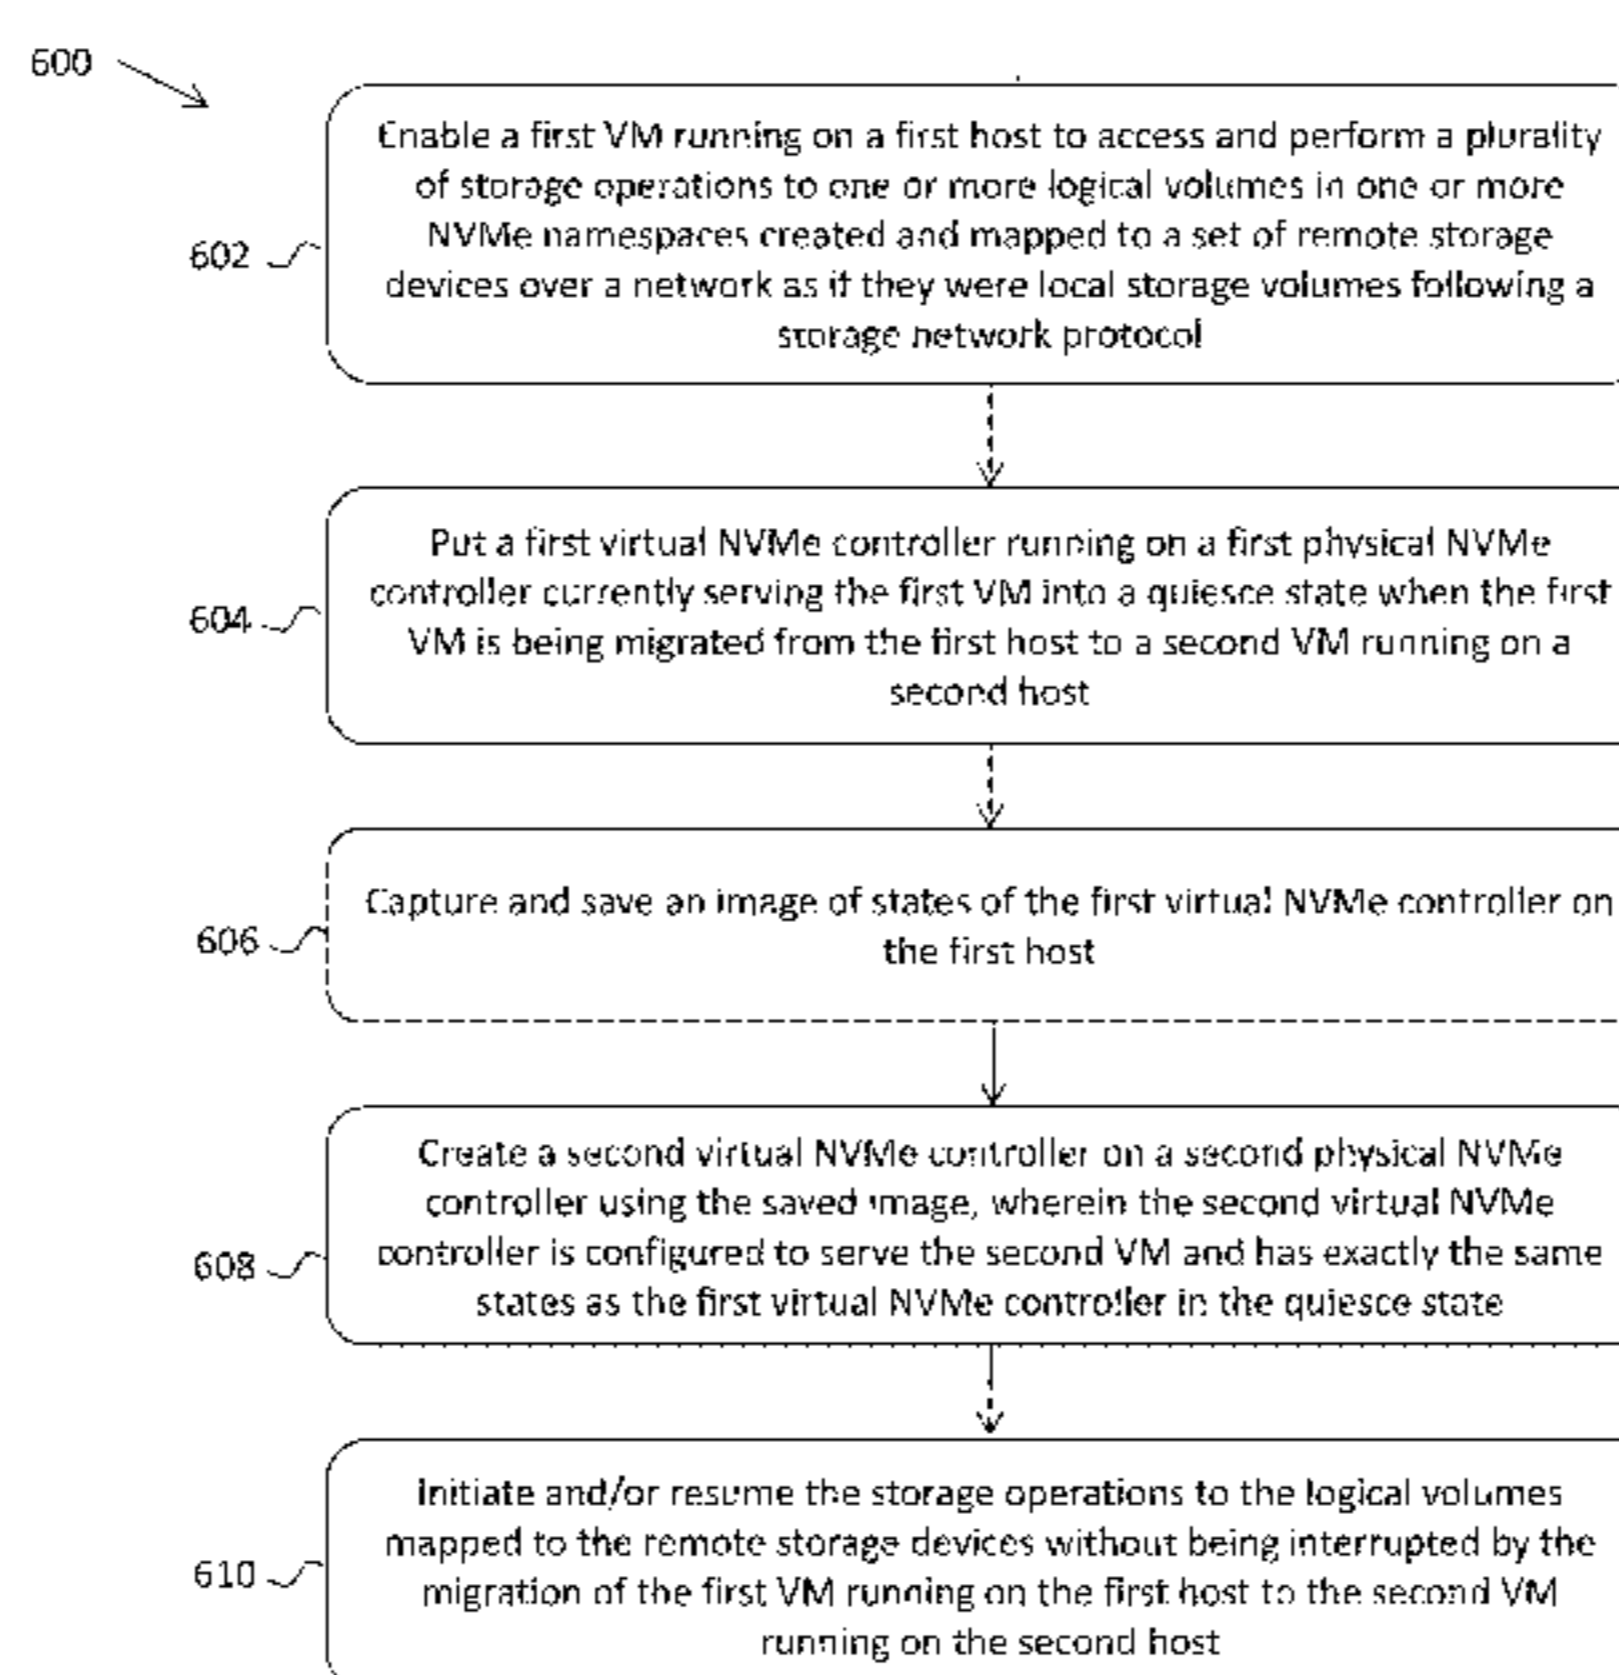 600
Enable a first VM running on a first host to access and perform a plurality
of storage operations to one or more logical volumes in one or more
NVMe namespaces created and mapped to a set of remote storage
devices over a network as if they were local storage volumes following a
storage network protocol
602
Put a first virtual NVMe controller running on a first physical NVMe
controller currently serving the first VM into a quiesce state when the first
VM is being migrated from the first host to a second VM running on a
second host
604
Capture and save an image of states of the first virtual NVMe controller on
the first host
606
Create a second virtual NVMe controller on a second physical NVMe
controller using the saved image, wherein the second virtual NVMe
controller is configured to serve the second VM and has exactly the same
states as the first virtual NVMe controller in the quiesce state
608
Initiate and/or resume the storage operations to the logical volumes
mapped to the remote storage devices without being interrupted by the
migration of the first VM running on the first host to the second VM
running on the second host
610